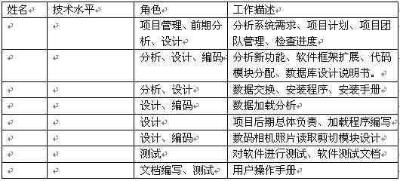 姓名 技术水平 角色 工作描述
项目管理、前期分析、设计 分析系统需求、项目计划、项目团队管理、检查进度
分析、设计、编码 分析新功能、软件框架扩展、代码模块分配、数据库设计说明书。
分析、设计 数据交换、安装程序、安装手册
设计、编码 数据加载分析
设计 项目后期总体负责、加载程序编写
设计、编码 数码相机照片读取剪切模块设计
测试 对软件进行测试、软件测试文档
文档编写、测试 用户操作手册